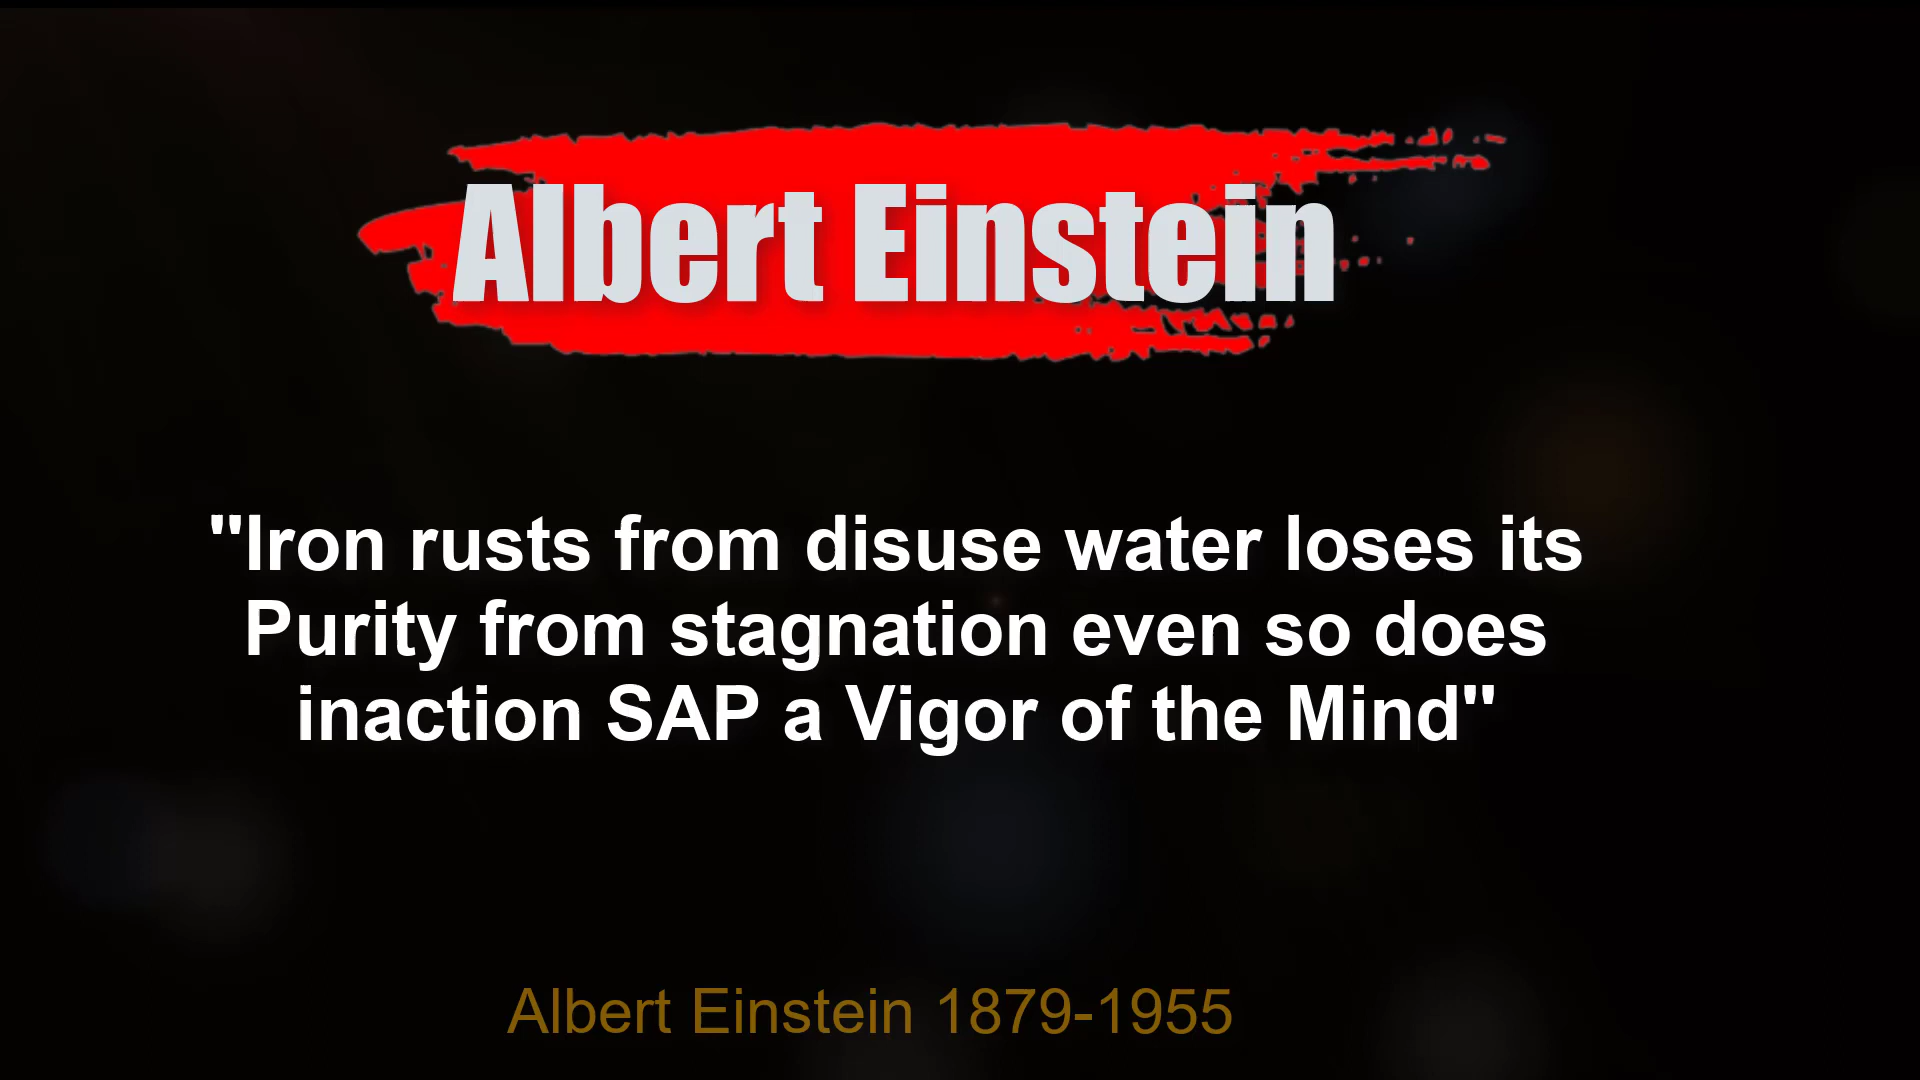 Albert Einstein
"Iron rusts from disuse water loses its
Purity from stagnation even so does
inaction SAP a Vigor of the Mind"
Albert Einstein 1879-1955